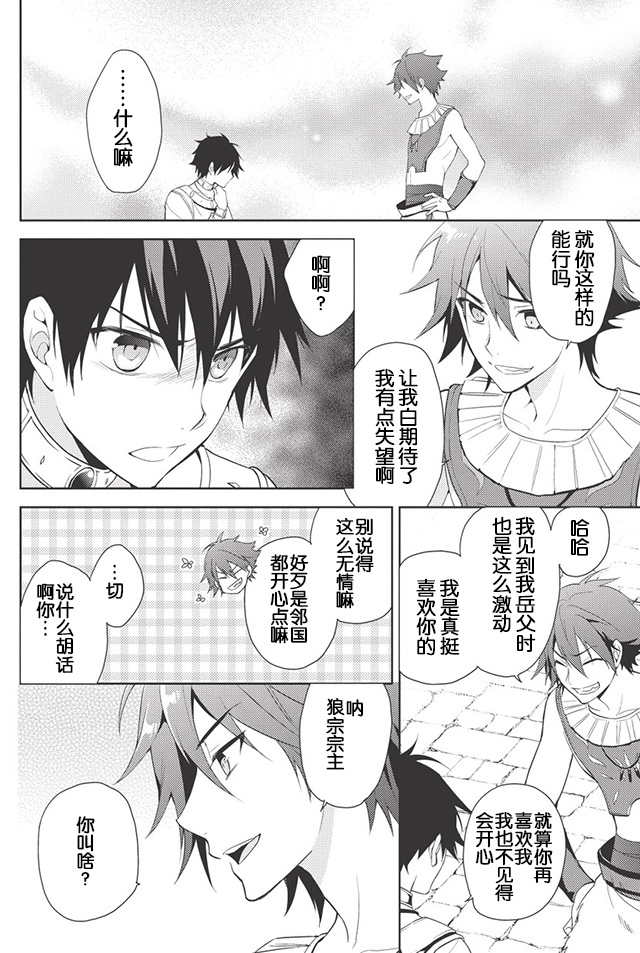 ……什么嘛
就你这样的
能行吗
让我白期待了
我有点失望啊
啊啊？
哈哈
我见到我岳父时
也是这么激动
我是真挺
喜欢你的
就算你再
喜欢我
我也不见得
会开心
别说得
这么无情嘛
好歹是邻国
都开心点嘛
…切
说什么胡话
啊你…
呐
狼宗宗主
你叫啥？